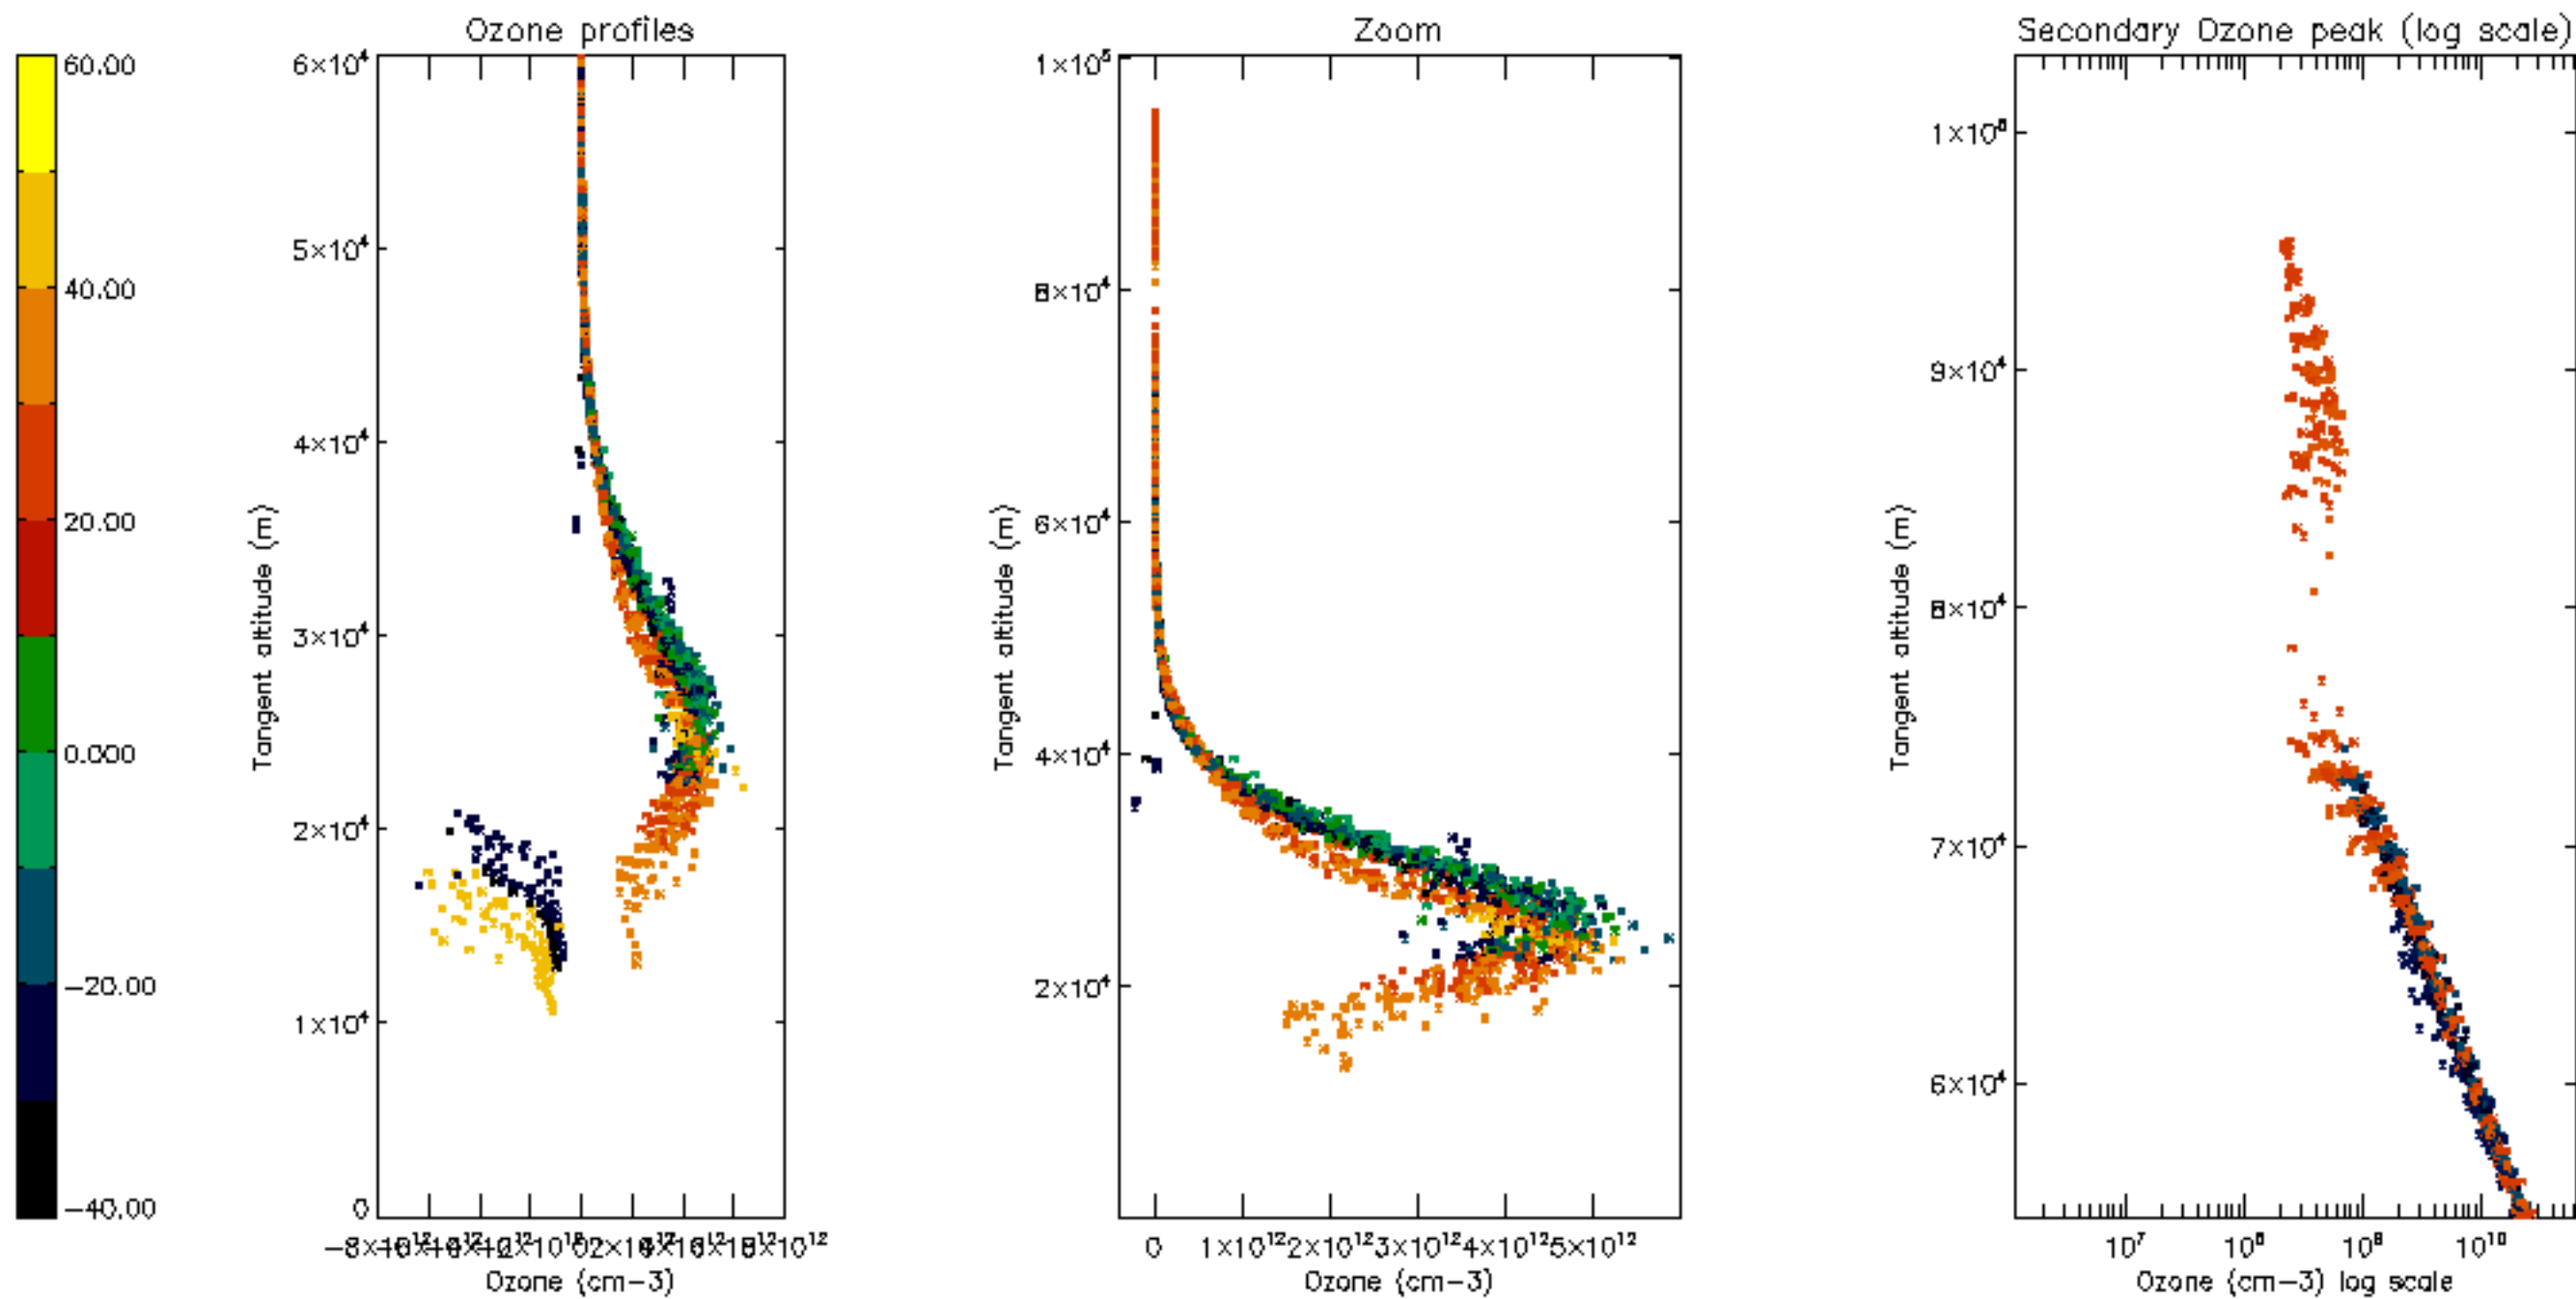 Ozone profiles
Zoom
Secondary Ozone peak (log scale)
60.00
40.00
20.00
0.000
−20.00
−40.00
6×10⁴
5×10⁴
4×10⁴
3×10⁴
2×10⁴
1×10⁴
0
Tangent altitude (m)
Ozone (cm−3)
1×10⁵
8×10⁴
6×10⁴
4×10⁴
2×10⁴
Tangent altitude (m)
0 1×10¹² 2×10¹² 3×10¹² 4×10¹² 5×10¹²
Ozone (cm−3)
9×10⁴
8×10⁴
7×10⁴
6×10⁴
Tangent altitude (m)
10⁷ 10⁸ 10⁹ 10¹⁰
Ozone (cm−3) log scale